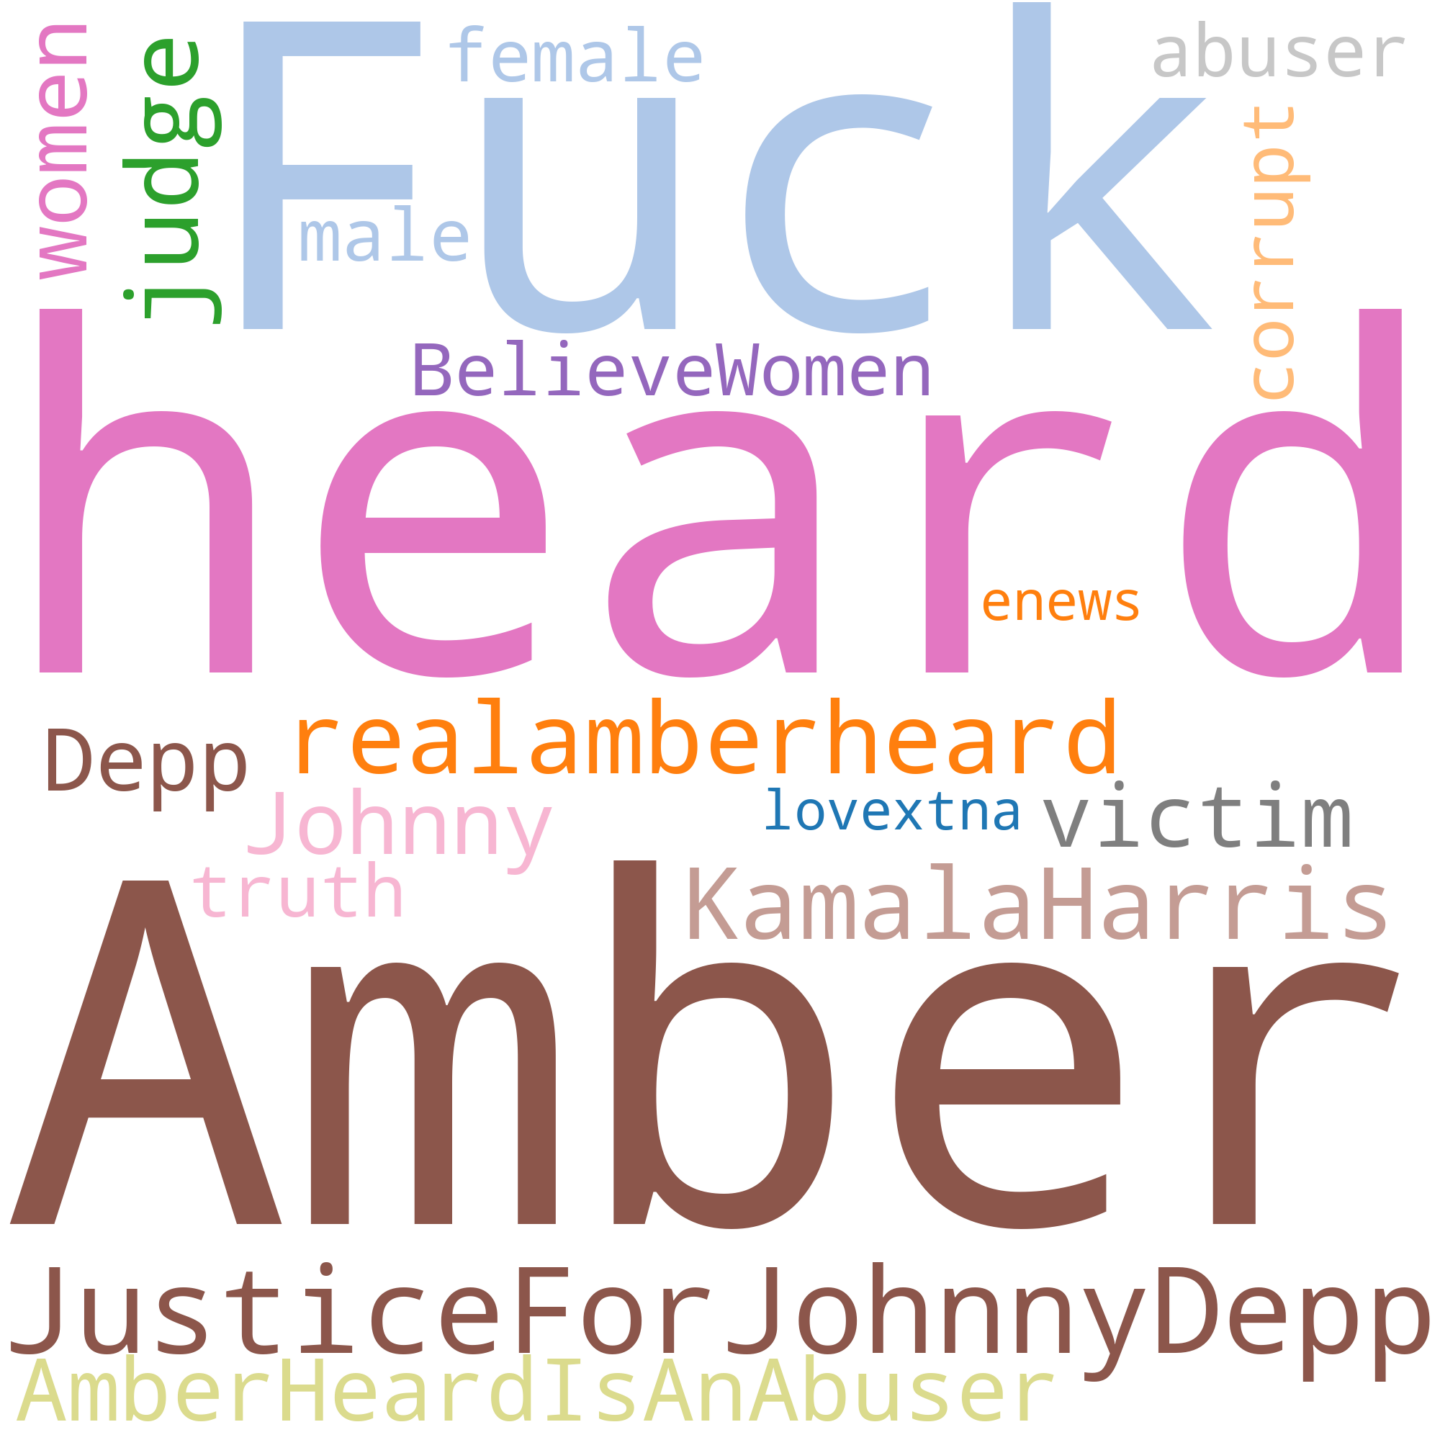 women
judge
Fuck
female
male
abuser
corrupt
BelieveWomen
heard
enews
realamberheard
Depp
Johnny
lovextna
victim
truth
KamalaHarris
Amber
JusticeForJohnnyDepp
AmberHeardIsAnAbuser